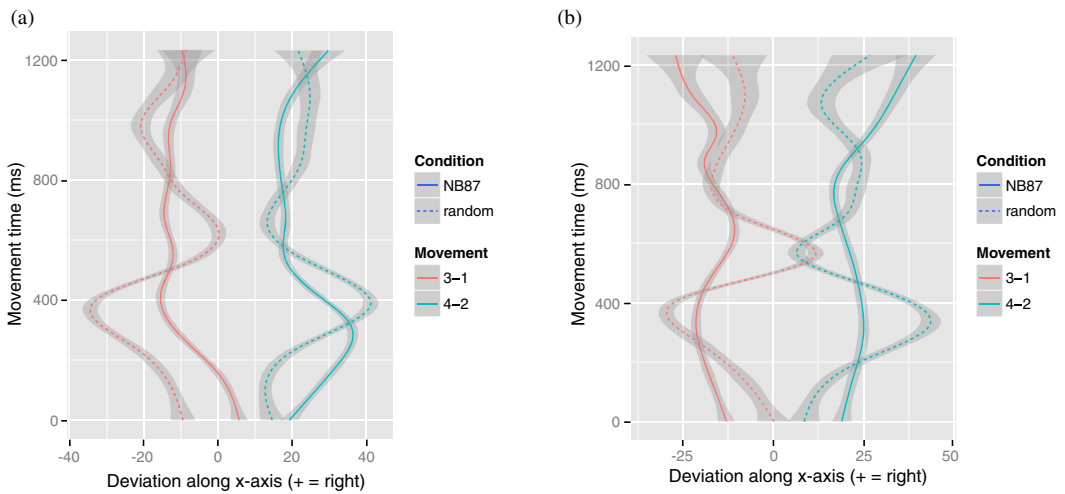 (a)
1200
800
400
0
-40
-20
0
20
40
Movement time (ms)
Deviation along x-axis (+ = right)
Condition
NB87
random
Movement
3–1
4–2
(b)
1200
800
400
0
-25
0
25
50
Movement time (ms)
Deviation along x-axis (+ = right)
Condition
NB87
random
Movement
3–1
4–2